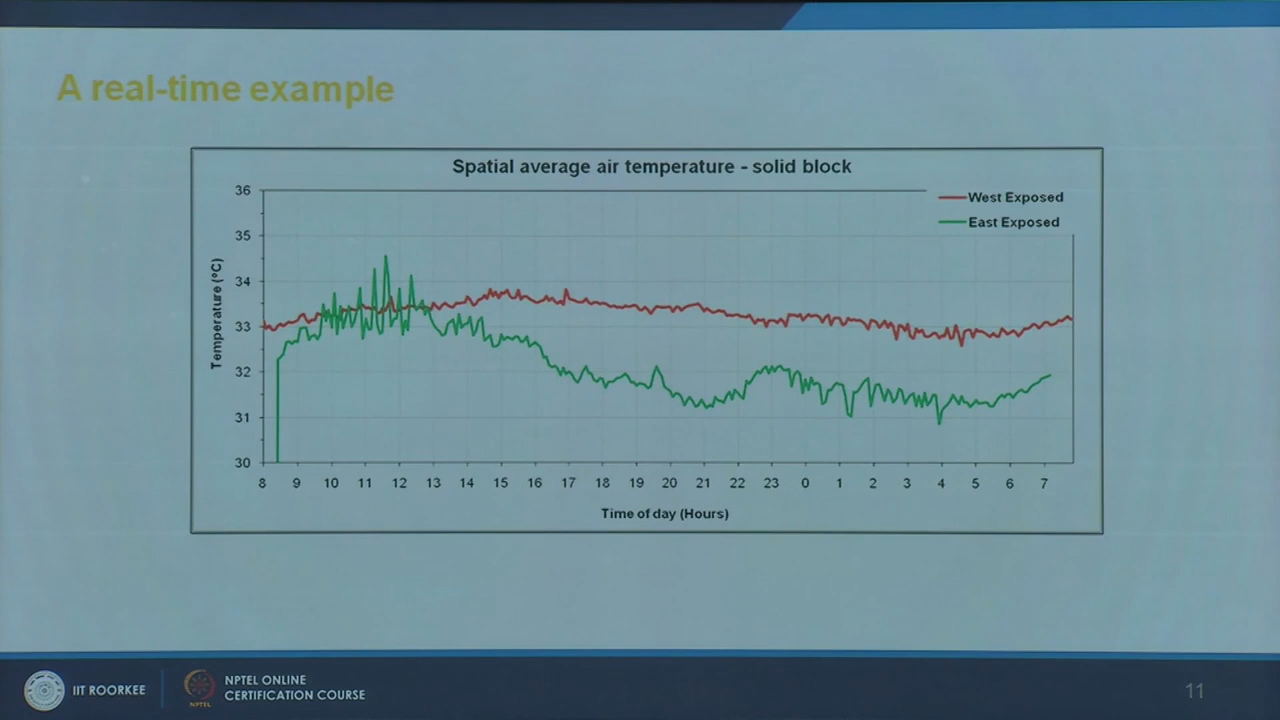 A real-time example
Spatial average air temperature - solid block
West Exposed
East Exposed
Temperature (°C)
36
35
34
33
32
31
30
8 9 10 11 12 13 14 15 16 17 18 19 20 21 22 23 0 1 2 3 4 5 6 7
Time of day (Hours)
IIT ROORKEE
NPTEL
NPTEL ONLINE
CERTIFICATION COURSE
11